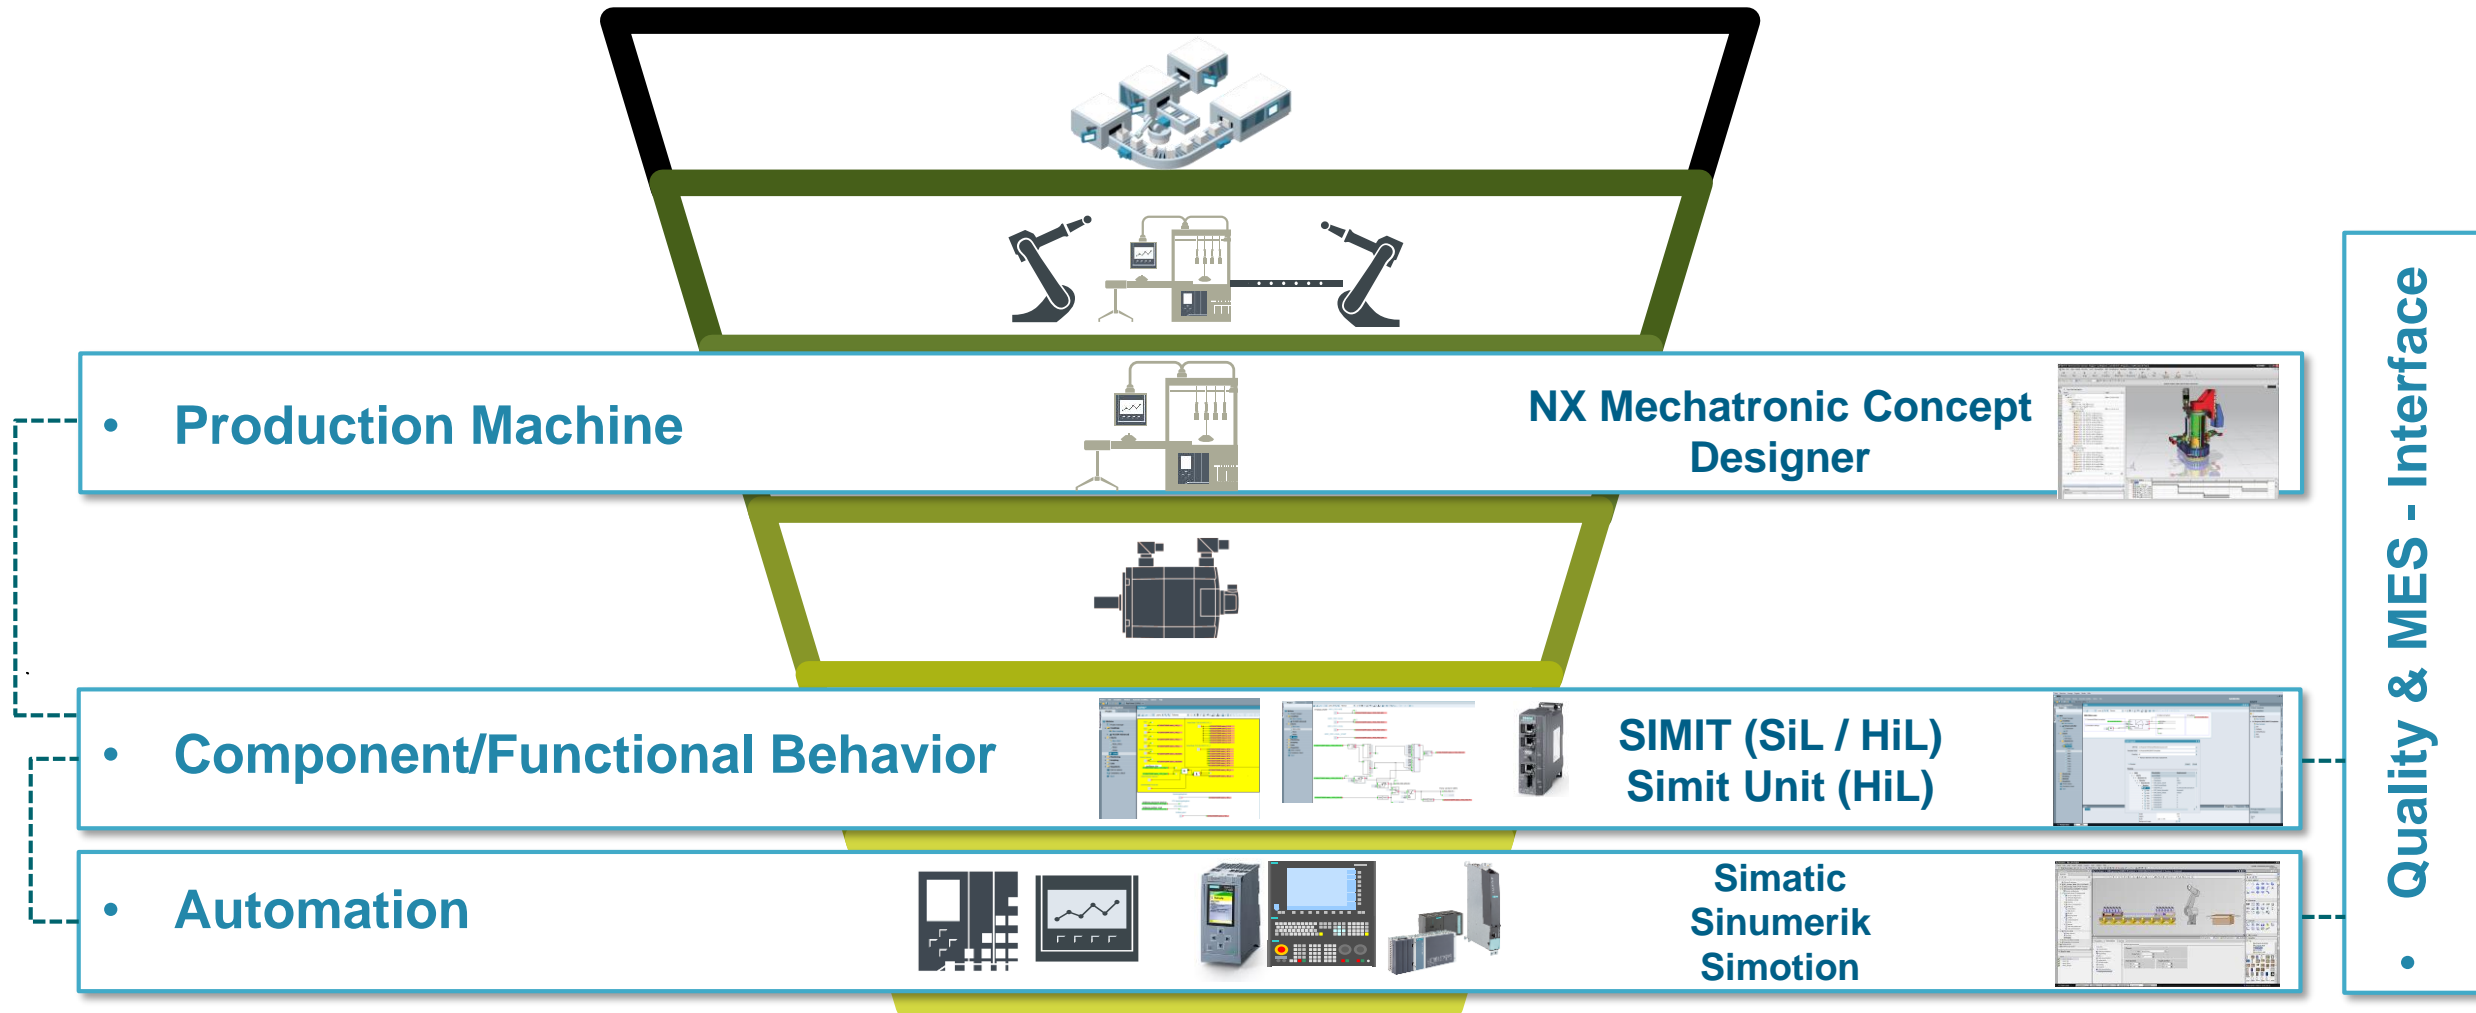 • Production Machine
NX Mechatronic Concept
Designer
• Component/Functional Behavior
SIMIT (SiL / HiL)
Simit Unit (HiL)
• Automation
Simatic
Sinumerik
Simotion
• Quality & MES - Interface